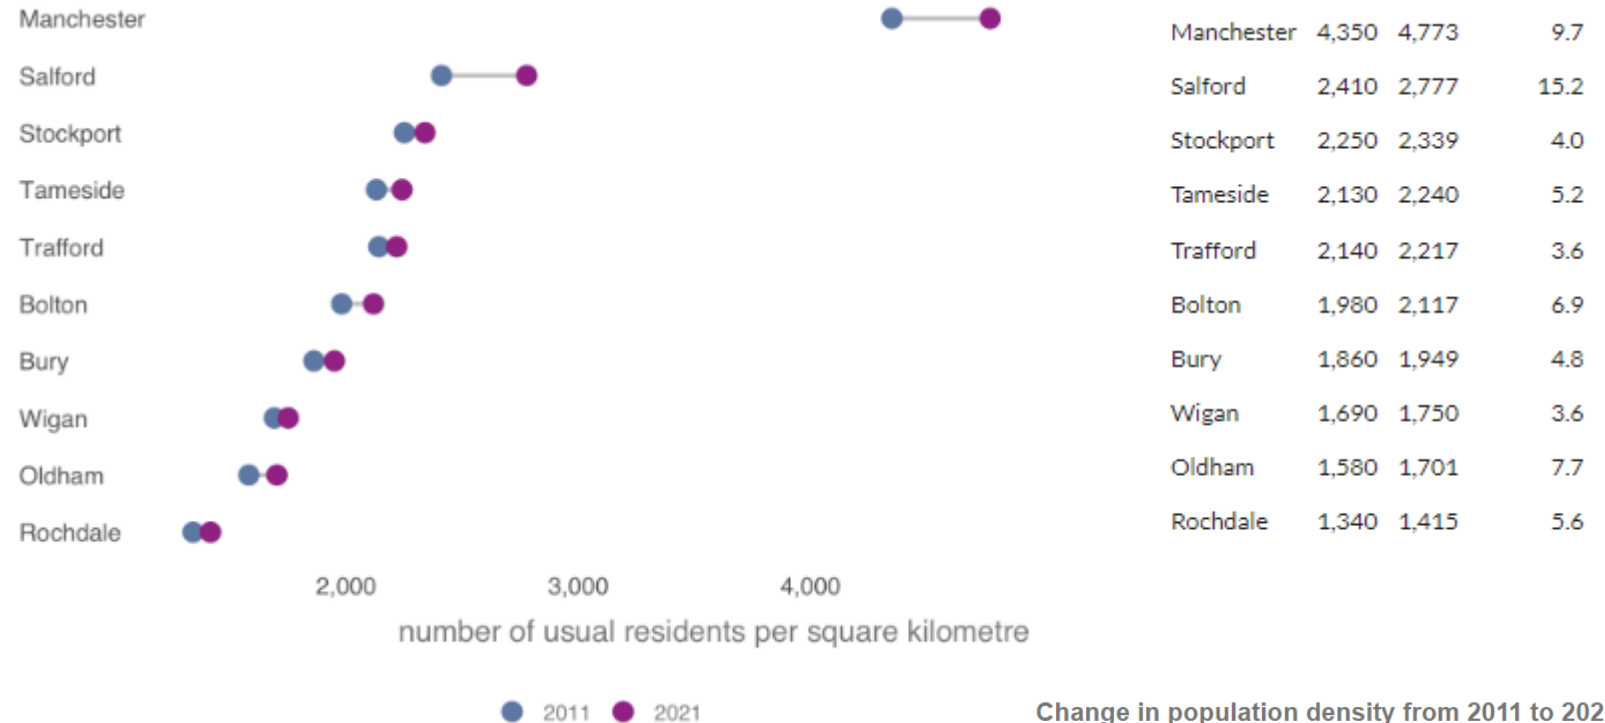 Manchester
Salford
Stockport
Tameside
Trafford
Bolton
Bury
Wigan
Oldham
Rochdale
2,000 3,000 4,000
number of usual residents per square kilometre
2011 2021
Manchester 4,350 4,773 9.7
Salford 2,410 2,777 15.2
Stockport 2,250 2,339 4.0
Tameside 2,130 2,240 5.2
Trafford 2,140 2,217 3.6
Bolton 1,980 2,117 6.9
Bury 1,860 1,949 4.8
Wigan 1,690 1,750 3.6
Oldham 1,580 1,701 7.7
Rochdale 1,340 1,415 5.6
Change in population density from 2011 to 202